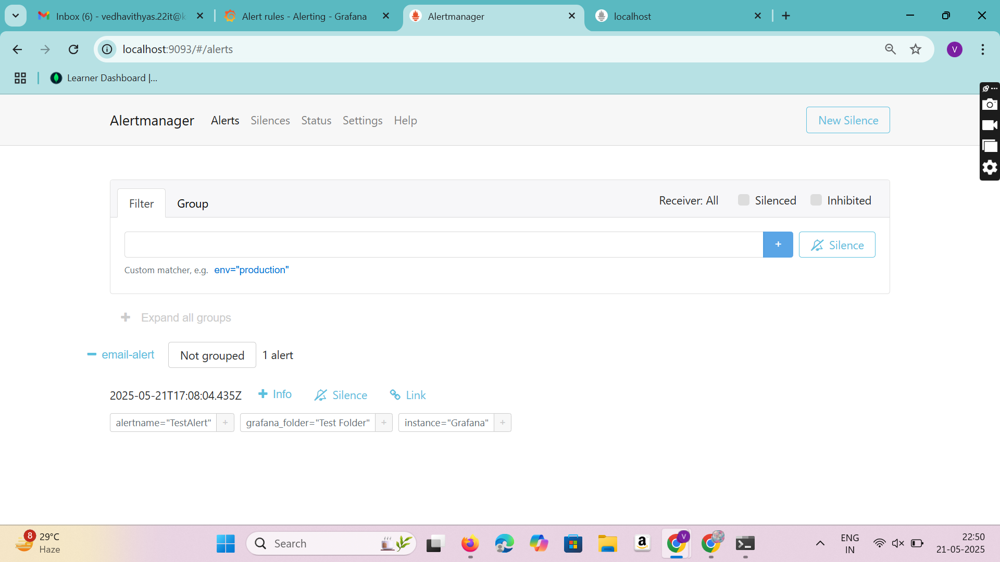 Inbox (6) - vedhavithyas.22it@k
Alert rules - Alerting - Grafana
Alertmanager
localhost
localhost:9093/#/alerts
V
Learner Dashboard |...
Alertmanager
Alerts
Silences
Status
Settings
Help
New Silence
Filter
Group
Receiver: All
Silenced
Inhibited
+
Silence
Custom matcher, e.g. env="production"
+ Expand all groups
email-alert
Not grouped
1 alert
2025-05-21T17:08:04.435Z
+ Info
Silence
Link
alertname="TestAlert" +
grafana_folder="Test Folder" +
instance="Grafana" +
8
29°C
Haze
Search
a
V
ENG
IN
22:50
21-05-2025